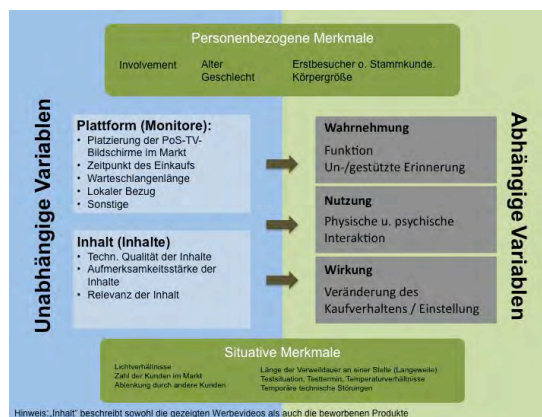 Personenbezogene Merkmale
Involvement
Alter
Geschlecht
Erstbesucher o. Stammkunde.
Körpergröße
Unabhängige Variablen
Plattform (Monitore):
• Platzierung der PoS-TV-
Bildschirme im Markt
• Zeitpunkt des Einkaufs
• Warteschlangenlänge
• Lokaler Bezug
• Sonstige
Inhalt (Inhalte)
• Techn. Qualität der Inhalte
• Aufmerksamkeitsstärke der
Inhalte
• Relevanz der Inhalt
Wahrnehmung
Funktion
Un-/gestützte Erinnerung
Nutzung
Physische u. psychische
Interaktion
Wirkung
Veränderung des
Kaufverhaltens / Einstellung
Abhängige Variablen
Situative Merkmale
Lichtverhältnisse
Zahl der Kunden im Markt
Ablenkung durch andere Kunden
Länge der Verweildauer an einer Stelle (Langeweile)
Testsituation, Testtermin, Temperaturverhältnisse
Temporäre technische Störungen
Hinweis: „Inhalt" beschreibt sowohl die gezeigten Werbevideos als auch die beworbenen Produkte